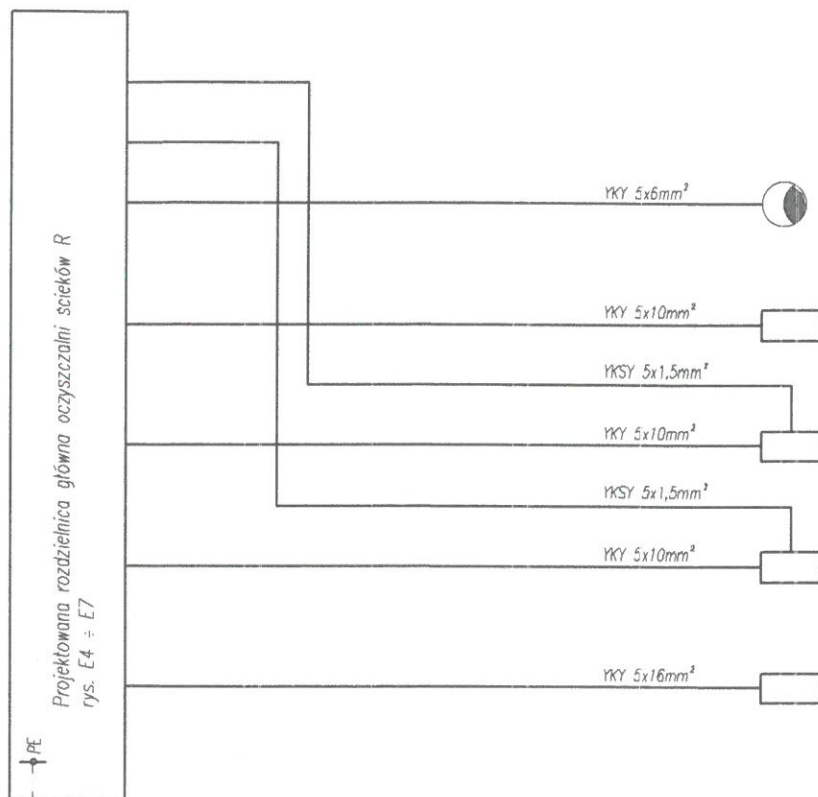 Projektowana rozdzielnica główna oczyszczalni ścieków R
rys. E4 ÷ E7
PE
YKY 5x6mm²
YKY 5x10mm²
YKSY 5x1,5mm²
YKY 5x10mm²
YKSY 5x1,5mm²
YKY 5x10mm²
YKY 5x16mm²